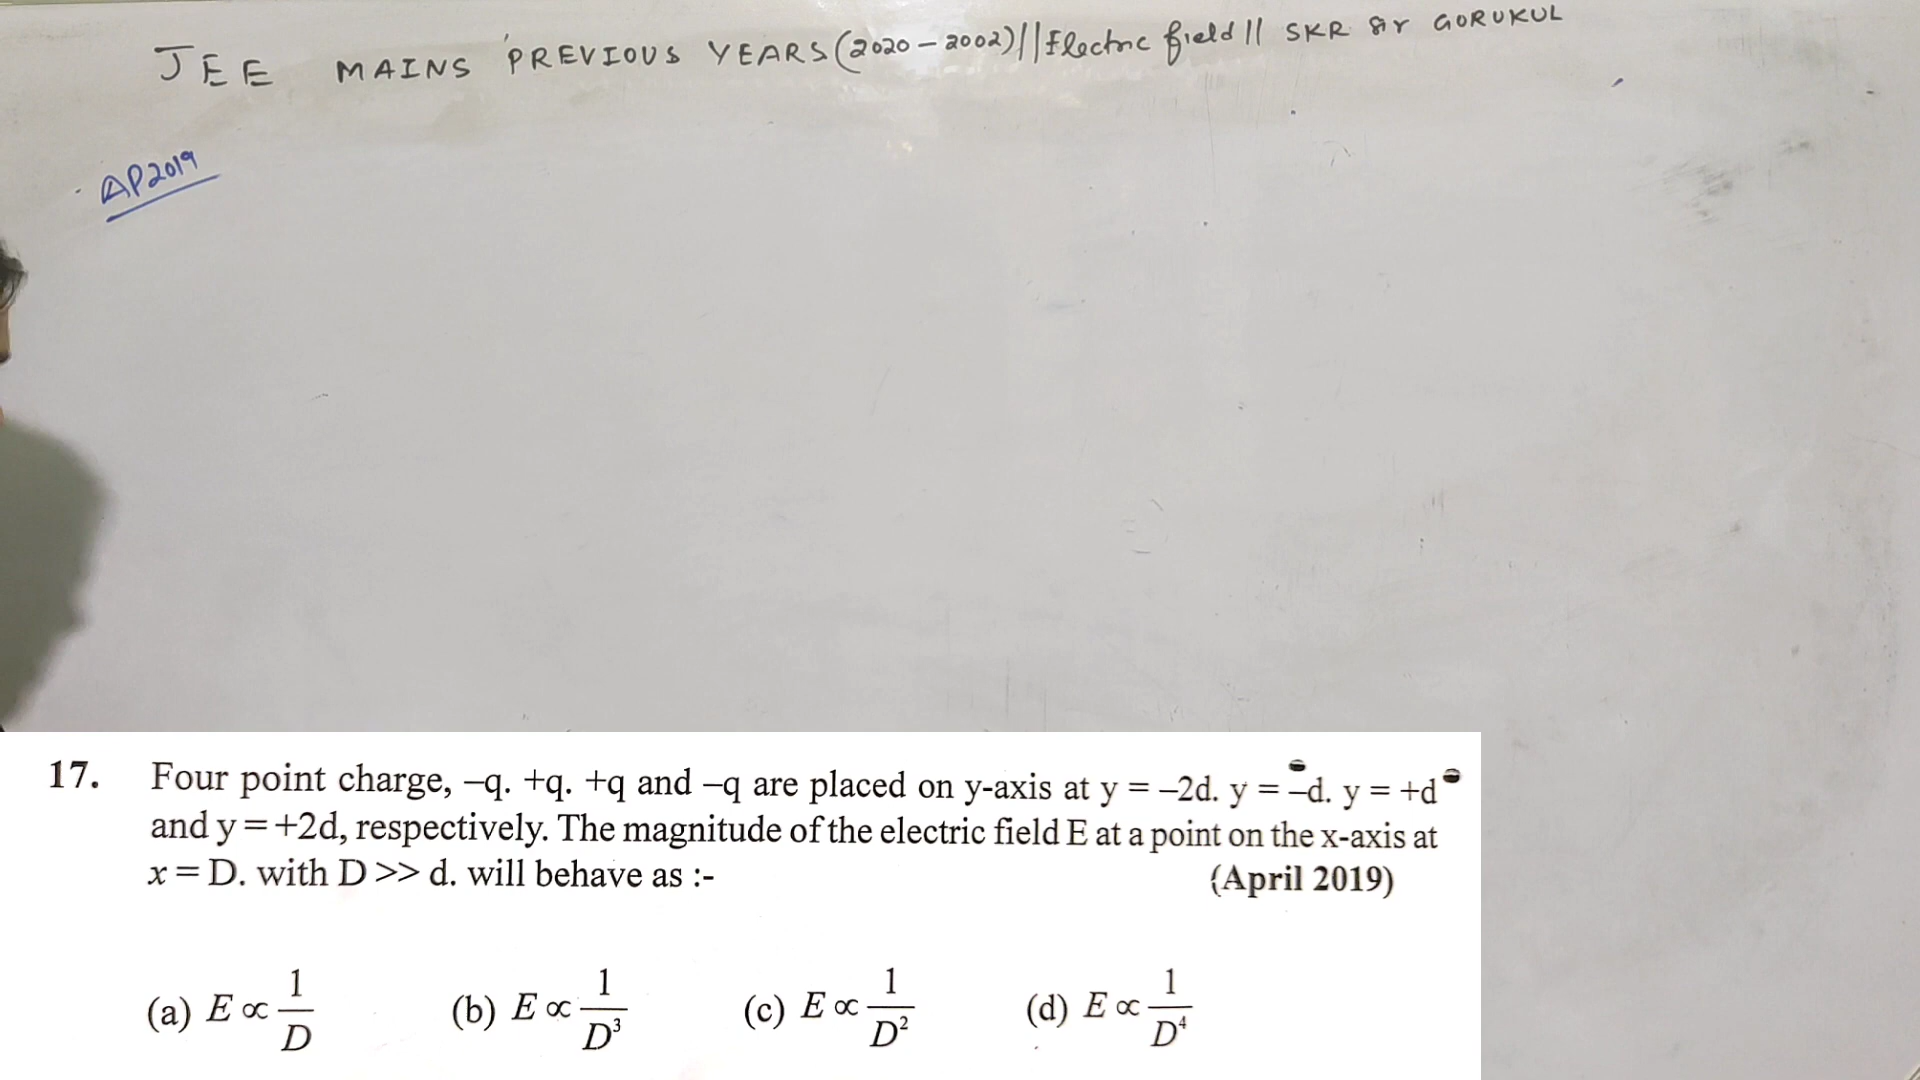 JEE MAINS PREVIOUS YEARS (2020-2002)||Electric field || SKR sir GORUKUL
AP2019
17. Four point charge, –q. +q. +q and –q are placed on y-axis at y = –2d. y = –d. y = +d
and y = +2d, respectively. The magnitude of the electric field E at a point on the x-axis at
x = D. with D >> d. will behave as :- (April 2019)
(a) E ∝ 1/D (b) E ∝ 1/D³ (c) E ∝ 1/D² (d) E ∝ 1/D⁴